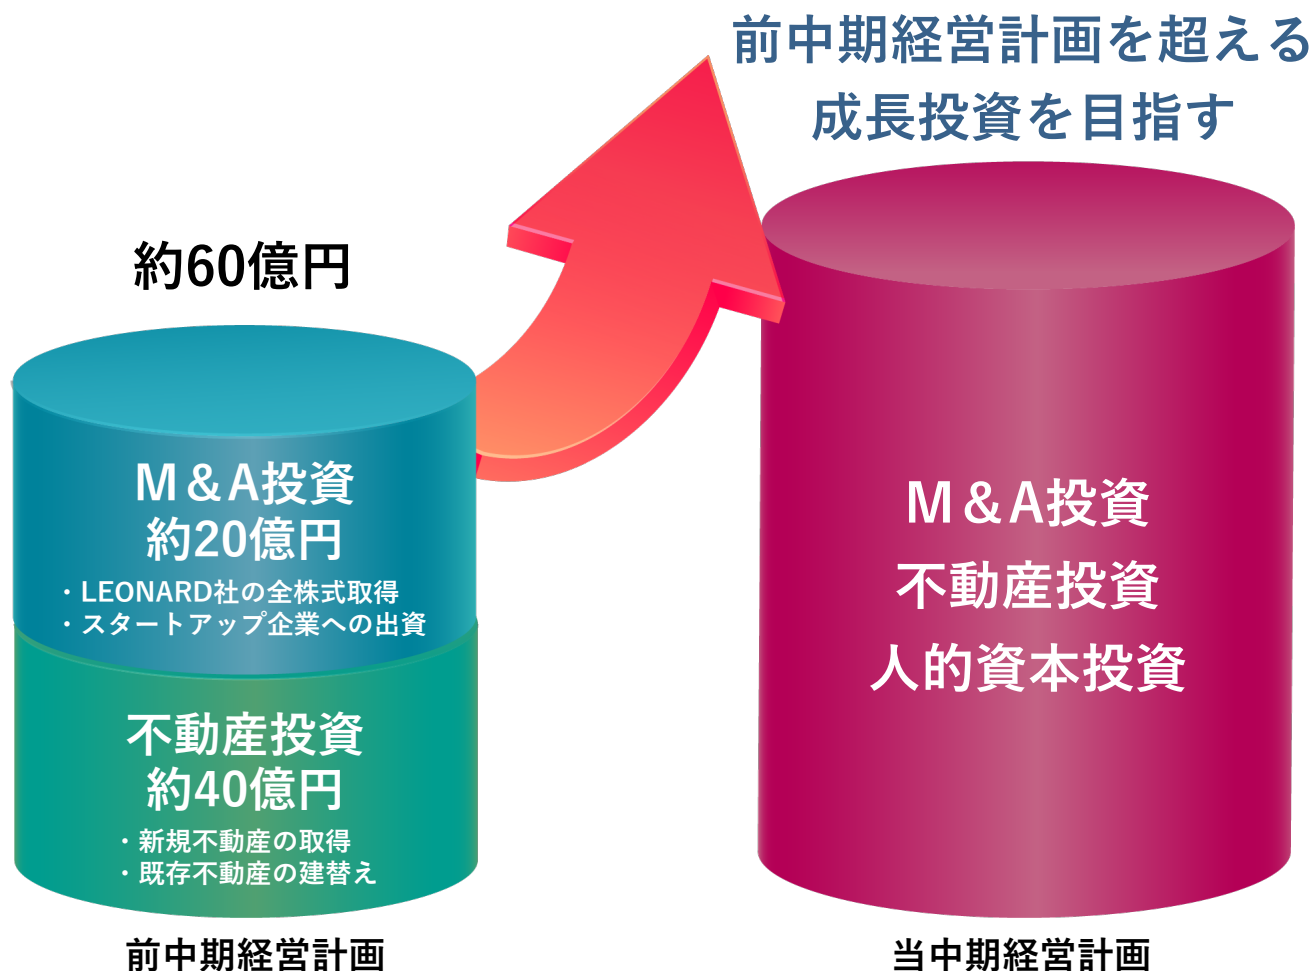 前中期経営計画を超える
成長投資を目指す
約60億円
M＆A投資
約20億円
・LEONARD社の全株式取得
・スタートアップ企業への出資
不動産投資
約40億円
・新規不動産の取得
・既存不動産の建替え
前中期経営計画
M＆A投資
不動産投資
人的資本投資
当中期経営計画